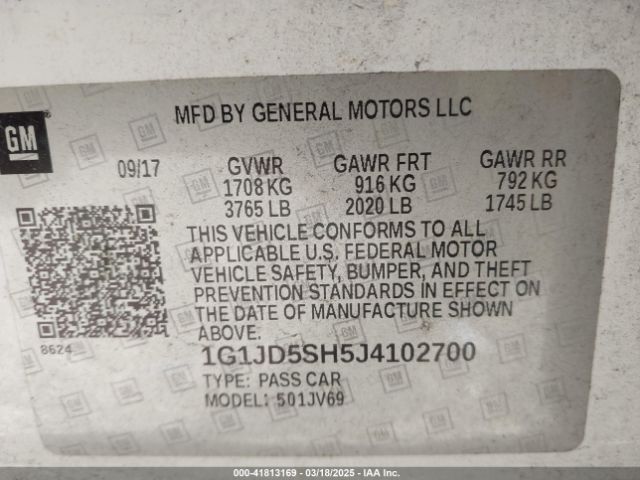 GM
MFD BY GENERAL MOTORS LLC
09/17 GVWR GAWR FRT GAWR RR
1708 KG 916 KG 792 KG
3765 LB 2020 LB 1745 LB
THIS VEHICLE CONFORMS TO ALL
APPLICABLE U.S. FEDERAL MOTOR
VEHICLE SAFETY, BUMPER, AND THEFT
PREVENTION STANDARDS IN EFFECT ON
THE DATE OF MANUFACTURE SHOWN
ABOVE.
8624
1G1JD5SH5J4102700
TYPE: PASS CAR
MODEL: 501JV69
000-41813169 - 03/18/2025 - IAA Inc.